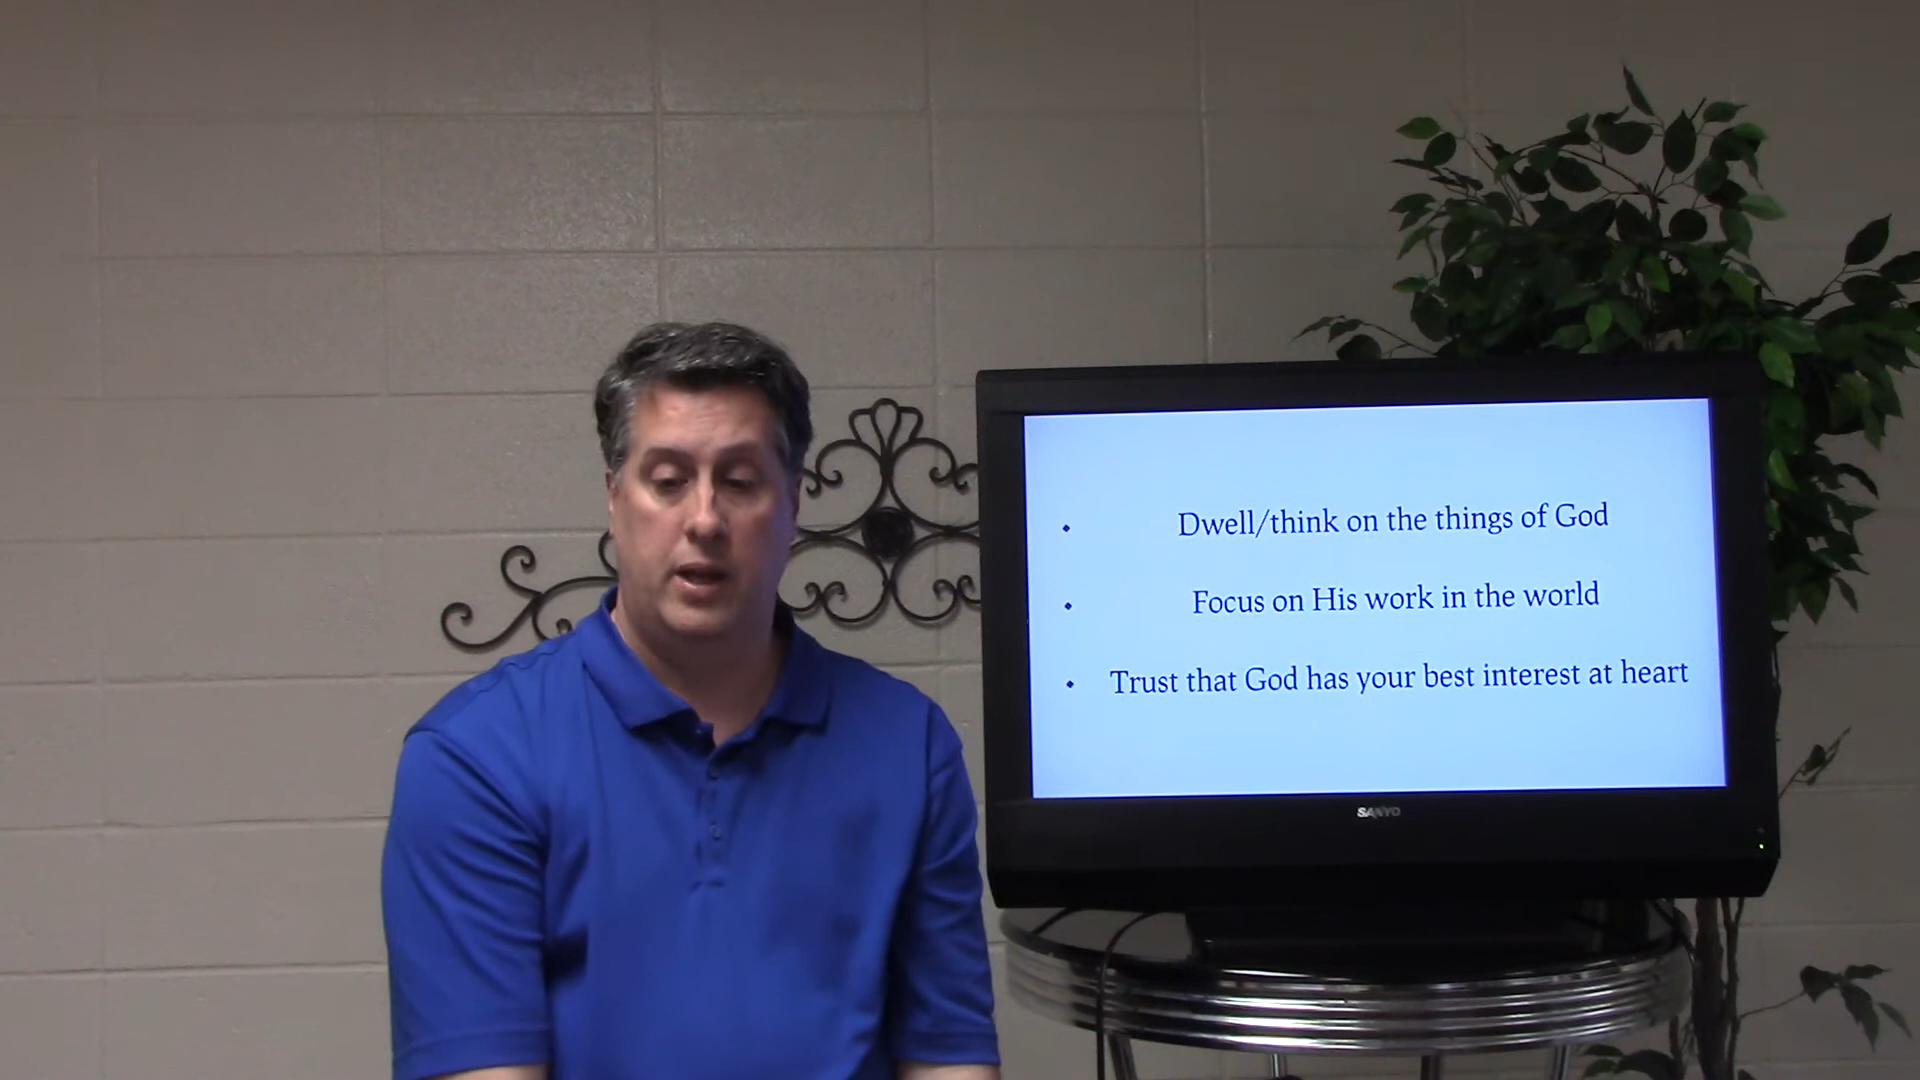 • Dwell/think on the things of God
• Focus on His work in the world
• Trust that God has your best interest at heart
SANYO